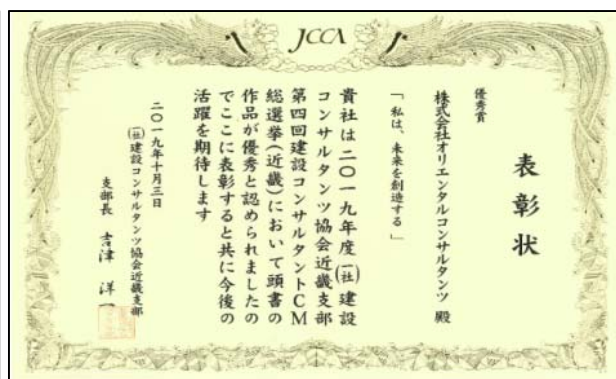 JCCA
表彰状
優秀賞
株式会社オリエンタルコンサルタンツ 殿
「私は、未来を創造する」
貴社は二〇一九年度(一社)建設
コンサルタンツ協会近畿支部
第四回建設コンサルタントCM
総選挙(近畿)において頭書の
作品が優秀と認められましたの
でここに表彰すると共に今後の
活躍を期待します
二〇一九年十月三日
(一社)建設コンサルタンツ協会近畿支部
支部長 吉津 洋一